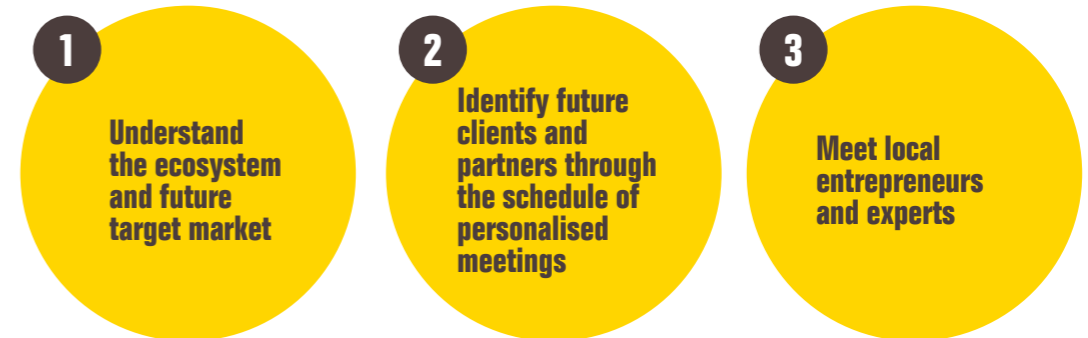 1
Understand
the ecosystem
and future
target market
2
Identify future
clients and
partners through
the schedule of
personalised
meetings
3
Meet local
entrepreneurs
and experts